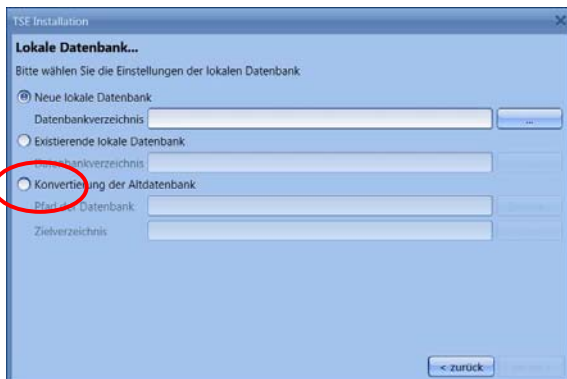 TSE Installation
Lokale Datenbank...
Bitte wählen Sie die Einstellungen der lokalen Datenbank
Neue lokale Datenbank
Datenbankverzeichnis ...
Existierende lokale Datenbank
Datenbankverzeichnis
Konvertierung der Altdatenbank
Pfad der Datenbank
Zielverzeichnis
< zurück